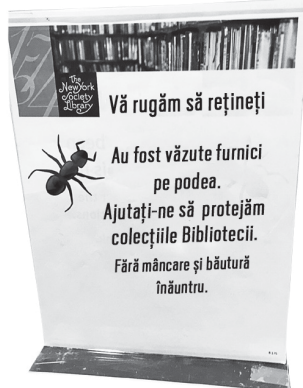 The
New York
Society
Library
Vă rugăm să rețineți
Au fost văzute furnici
pe podea.
Ajutați-ne să protejăm
colecțiile Bibliotecii.
Fără mâncare și băutură
înăuntru.